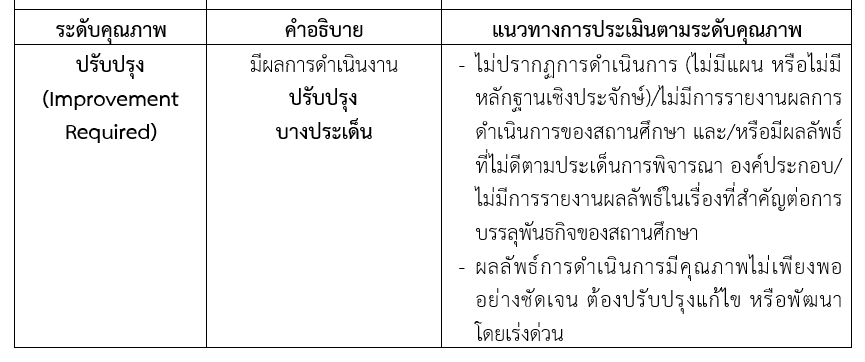 ระดับคุณภาพ คำอธิบาย แนวทางการประเมินตามระดับคุณภาพ
ปรับปรุง
(Improvement
Required)
มีผลการดำเนินงาน
ปรับปรุง
บางประเด็น
- ไม่ปรากฏการดำเนินการ (ไม่มีแผน หรือไม่มี
หลักฐานเชิงประจักษ์)/ไม่มีการรายงานผลการ
ดำเนินการของสถานศึกษา และ/หรือมีผลลัพธ์
ที่ไม่ดีตามประเด็นการพิจารณา องค์ประกอบ/
ไม่มีการรายงานผลลัพธ์ในเรื่องที่สำคัญต่อการ
บรรลุพันธกิจของสถานศึกษา
- ผลลัพธ์การดำเนินการมีคุณภาพไม่เพียงพอ
อย่างชัดเจน ต้องปรับปรุงแก้ไข หรือพัฒนา
โดยเร่งด่วน